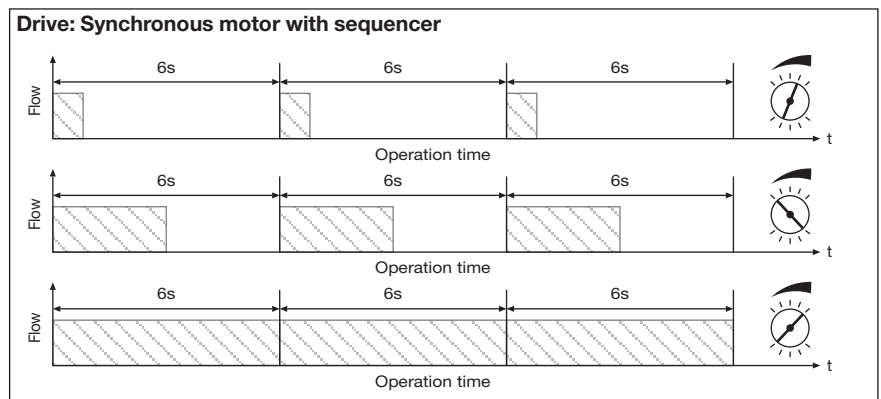 Drive: Synchronous motor with sequencer
6s 6s 6s
Flow
t
Operation time
6s 6s 6s
Flow
t
Operation time
6s 6s 6s
Flow
t
Operation time